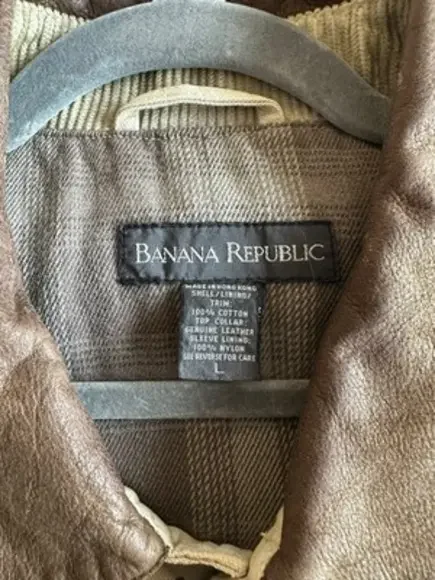 BANANA REPUBLIC
MADE IN HONG KONG
SHELL/LINING/
TRIM:
100% COTTON
TOP COLLAR:
GENUINE LEATHER
SLEEVE LINING:
100% NYLON
SEE REVERSE FOR CARE
L